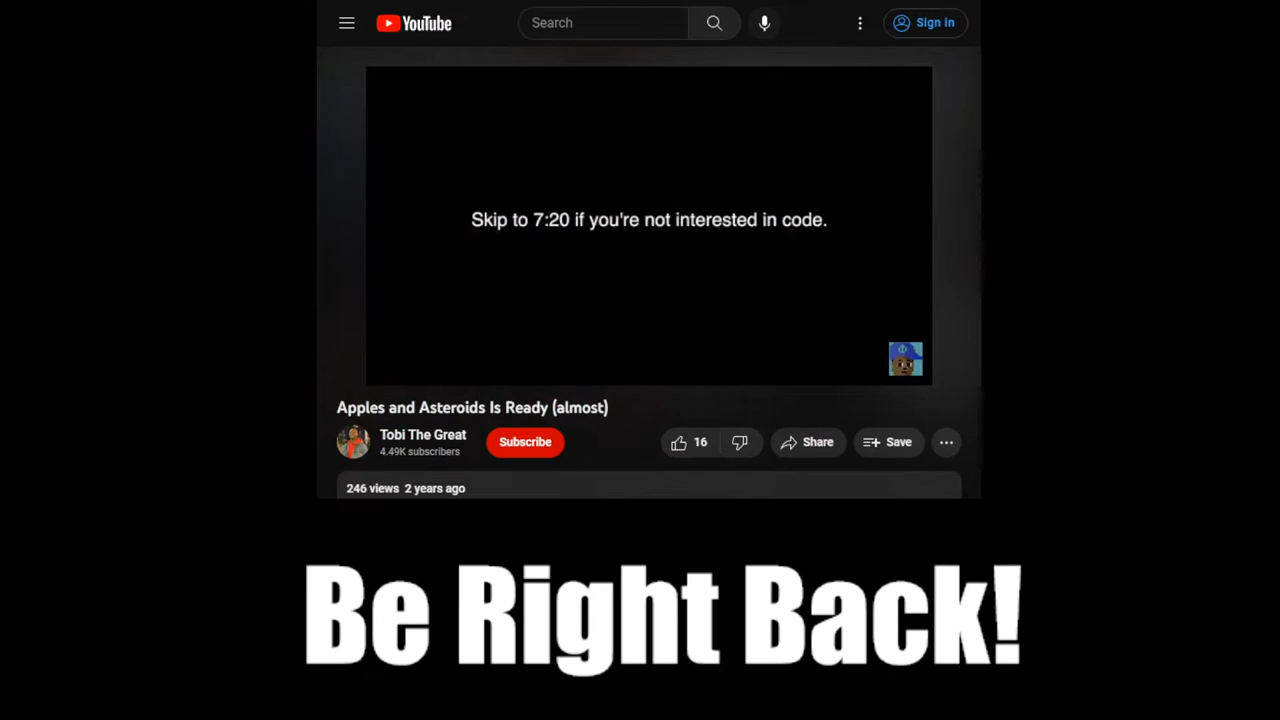 YouTube
Search
Sign in
Skip to 7:20 if you're not interested in code.
Φ
Apples and Asteroids Is Ready (almost)
Tobi The Great
4.49K subscribers
Subscribe
16
Share
Save
246 views 2 years ago
Be Right Back!